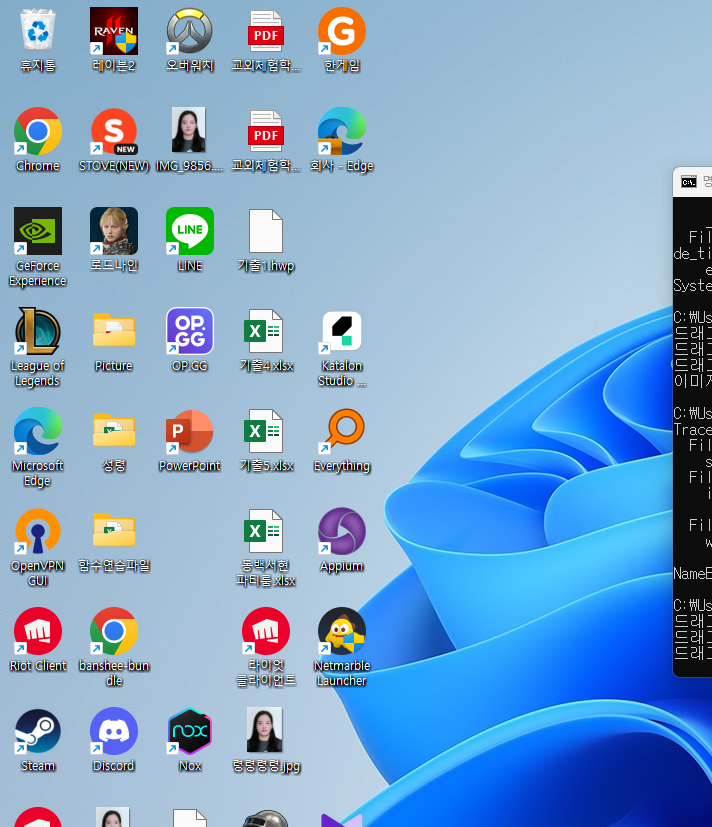 휴지통
RAVEN
레이븐2
오버워치
PDF
교외체험학...
G
한게임
Chrome
S
NEW
STOVE(NEW)
IMG_9856....
PDF
교외체험학...
회사 - Edge
GeForce
Experience
로드나인
LINE
LINE
기출1.hwp
League of
Legends
Picture
OP.
GG
OP.GG
X
기출4.xlsx
Katalon
Studio ...
Microsoft
Edge
성령
P
PowerPoint
X
기출5.xlsx
Everything
OpenVPN
GUI
함수연습파일
X
동백서현
파티룸.xlsx
Appium
Riot Client
banshee-bun
dle
라이엇
클라이언트
Netmarble
Launcher
Steam
Discord
nox
Nox
령령령령.jpg
C:\.
명
Fil
de_ti
e
Syste
C:₩Us
드래그
드래그
드래그
이미지
C:₩Us
Trace
Fil
s
Fil
i
Fil
w
NameE
C:₩Us
드래그
드래그
드래그